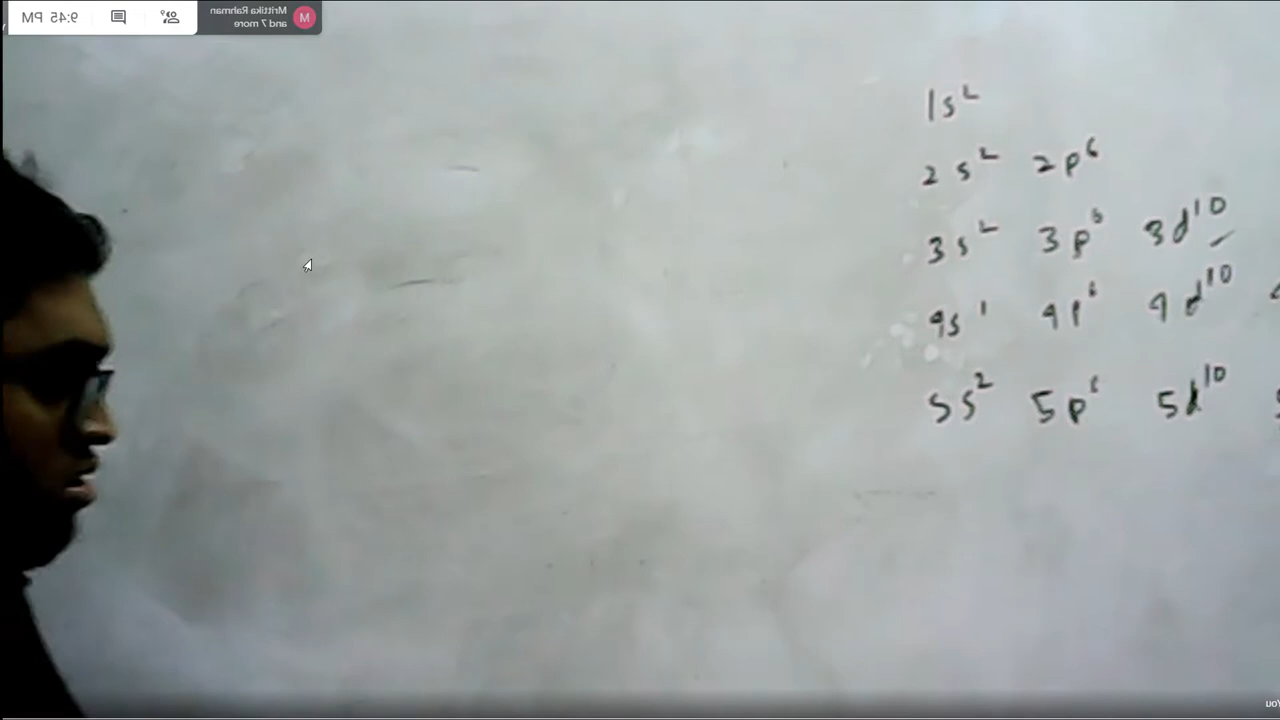 9:45 PM
Mrittika Rahman
and 7 more
M
1s²
2s² 2p⁶
3s² 3p⁶ 3d¹⁰
4s¹ 4p⁶ 4d¹⁰
5s² 5p⁶ 5d¹⁰
You